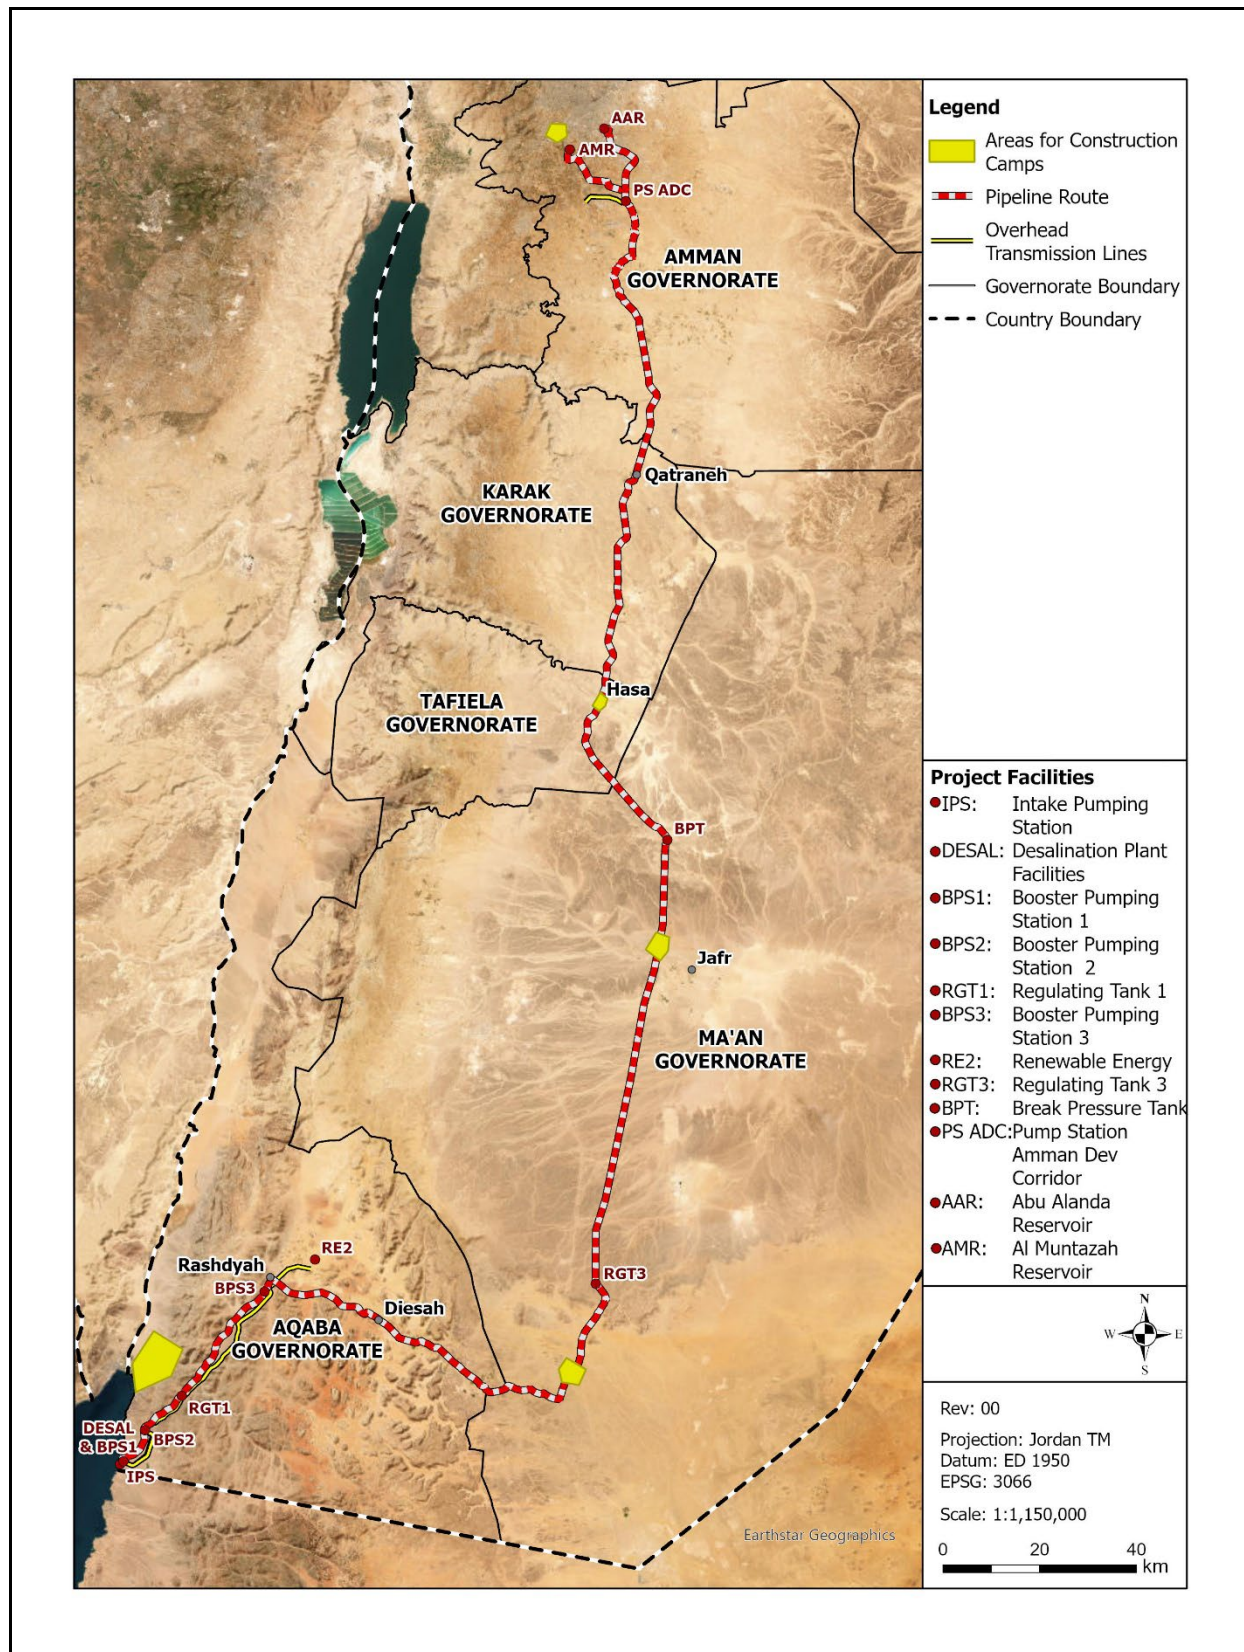 AAR
AMR
PS ADC
AMMAN
GOVERNORATE
Qatraneh
KARAK
GOVERNORATE
Hasa
TAFIELA
GOVERNORATE
BPT
Jafr
MA'AN
GOVERNORATE
RE2
Rashdyah
BPS3
RGT3
Diesah
AQABA
GOVERNORATE
RGT1
DESAL
& BPS1
BPS2
IPS
Earthstar Geographics
Legend
Areas for Construction
Camps
Pipeline Route
Overhead
Transmission Lines
Governorate Boundary
Country Boundary
Project Facilities
IPS: Intake Pumping
Station
DESAL: Desalination Plant
Facilities
BPS1: Booster Pumping
Station 1
BPS2: Booster Pumping
Station 2
RGT1: Regulating Tank 1
BPS3: Booster Pumping
Station 3
RE2: Renewable Energy
RGT3: Regulating Tank 3
BPT: Break Pressure Tank
PS ADC: Pump Station
Amman Dev
Corridor
AAR: Abu Alanda
Reservoir
AMR: Al Muntazah
Reservoir
N
W E
S
Rev: 00
Projection: Jordan TM
Datum: ED 1950
EPSG: 3066
Scale: 1:1,150,000
0 20 40
km